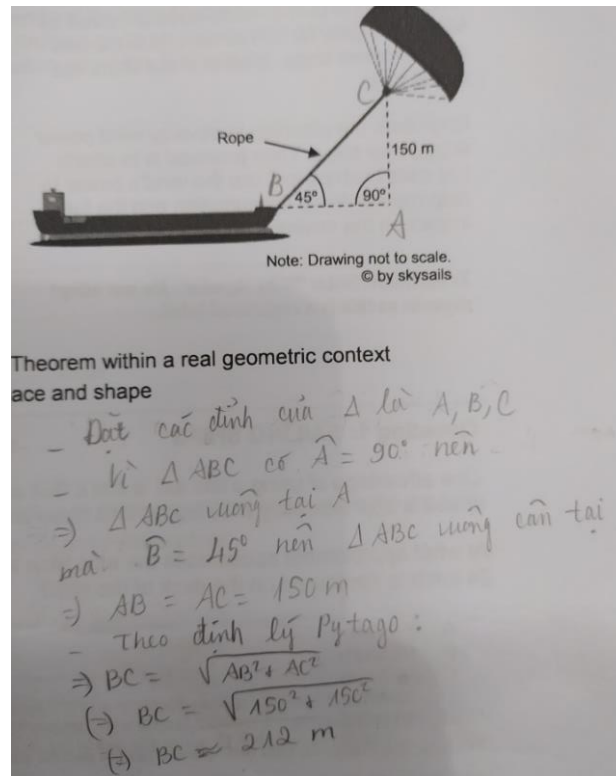 C
Rope
150 m
B
45°
90°
A
Note: Drawing not to scale.
© by skysails
Theorem within a real geometric context
ace and shape
- Đặt các đỉnh của Δ là A, B, C
- Vì Δ ABC có Â = 90° nên
=> Δ ABC vuông tại A
mà B̂ = 45° nên Δ ABC vuông cân tại
=> AB = AC = 150 m
- Theo định lý Pytago :
=> BC = √AB² + AC²
(=) BC = √150² + 150²
(=) BC ≈ 212 m